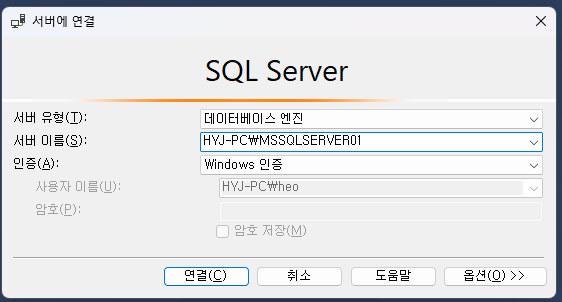 서버에 연결
SQL Server
서버 유형(T): 데이터베이스 엔진
서버 이름(S): HYJ-PC₩MSSQLSERVER01
인증(A): Windows 인증
사용자 이름(U): HYJ-PC₩heo
암호(P):
암호 저장(M)
연결(C) 취소 도움말 옵션(O) >>